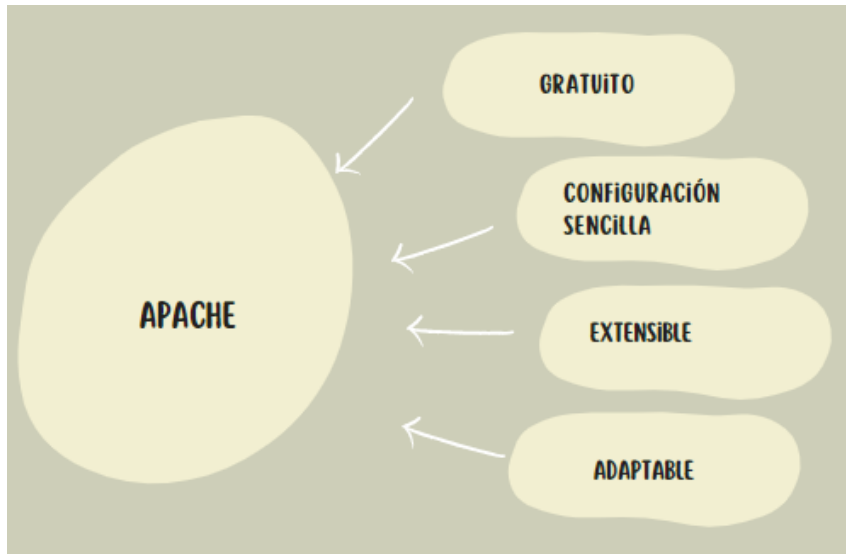 GRATUITO
CONFIGURACIÓN
SENCILLA
APACHE
EXTENSIBLE
ADAPTABLE